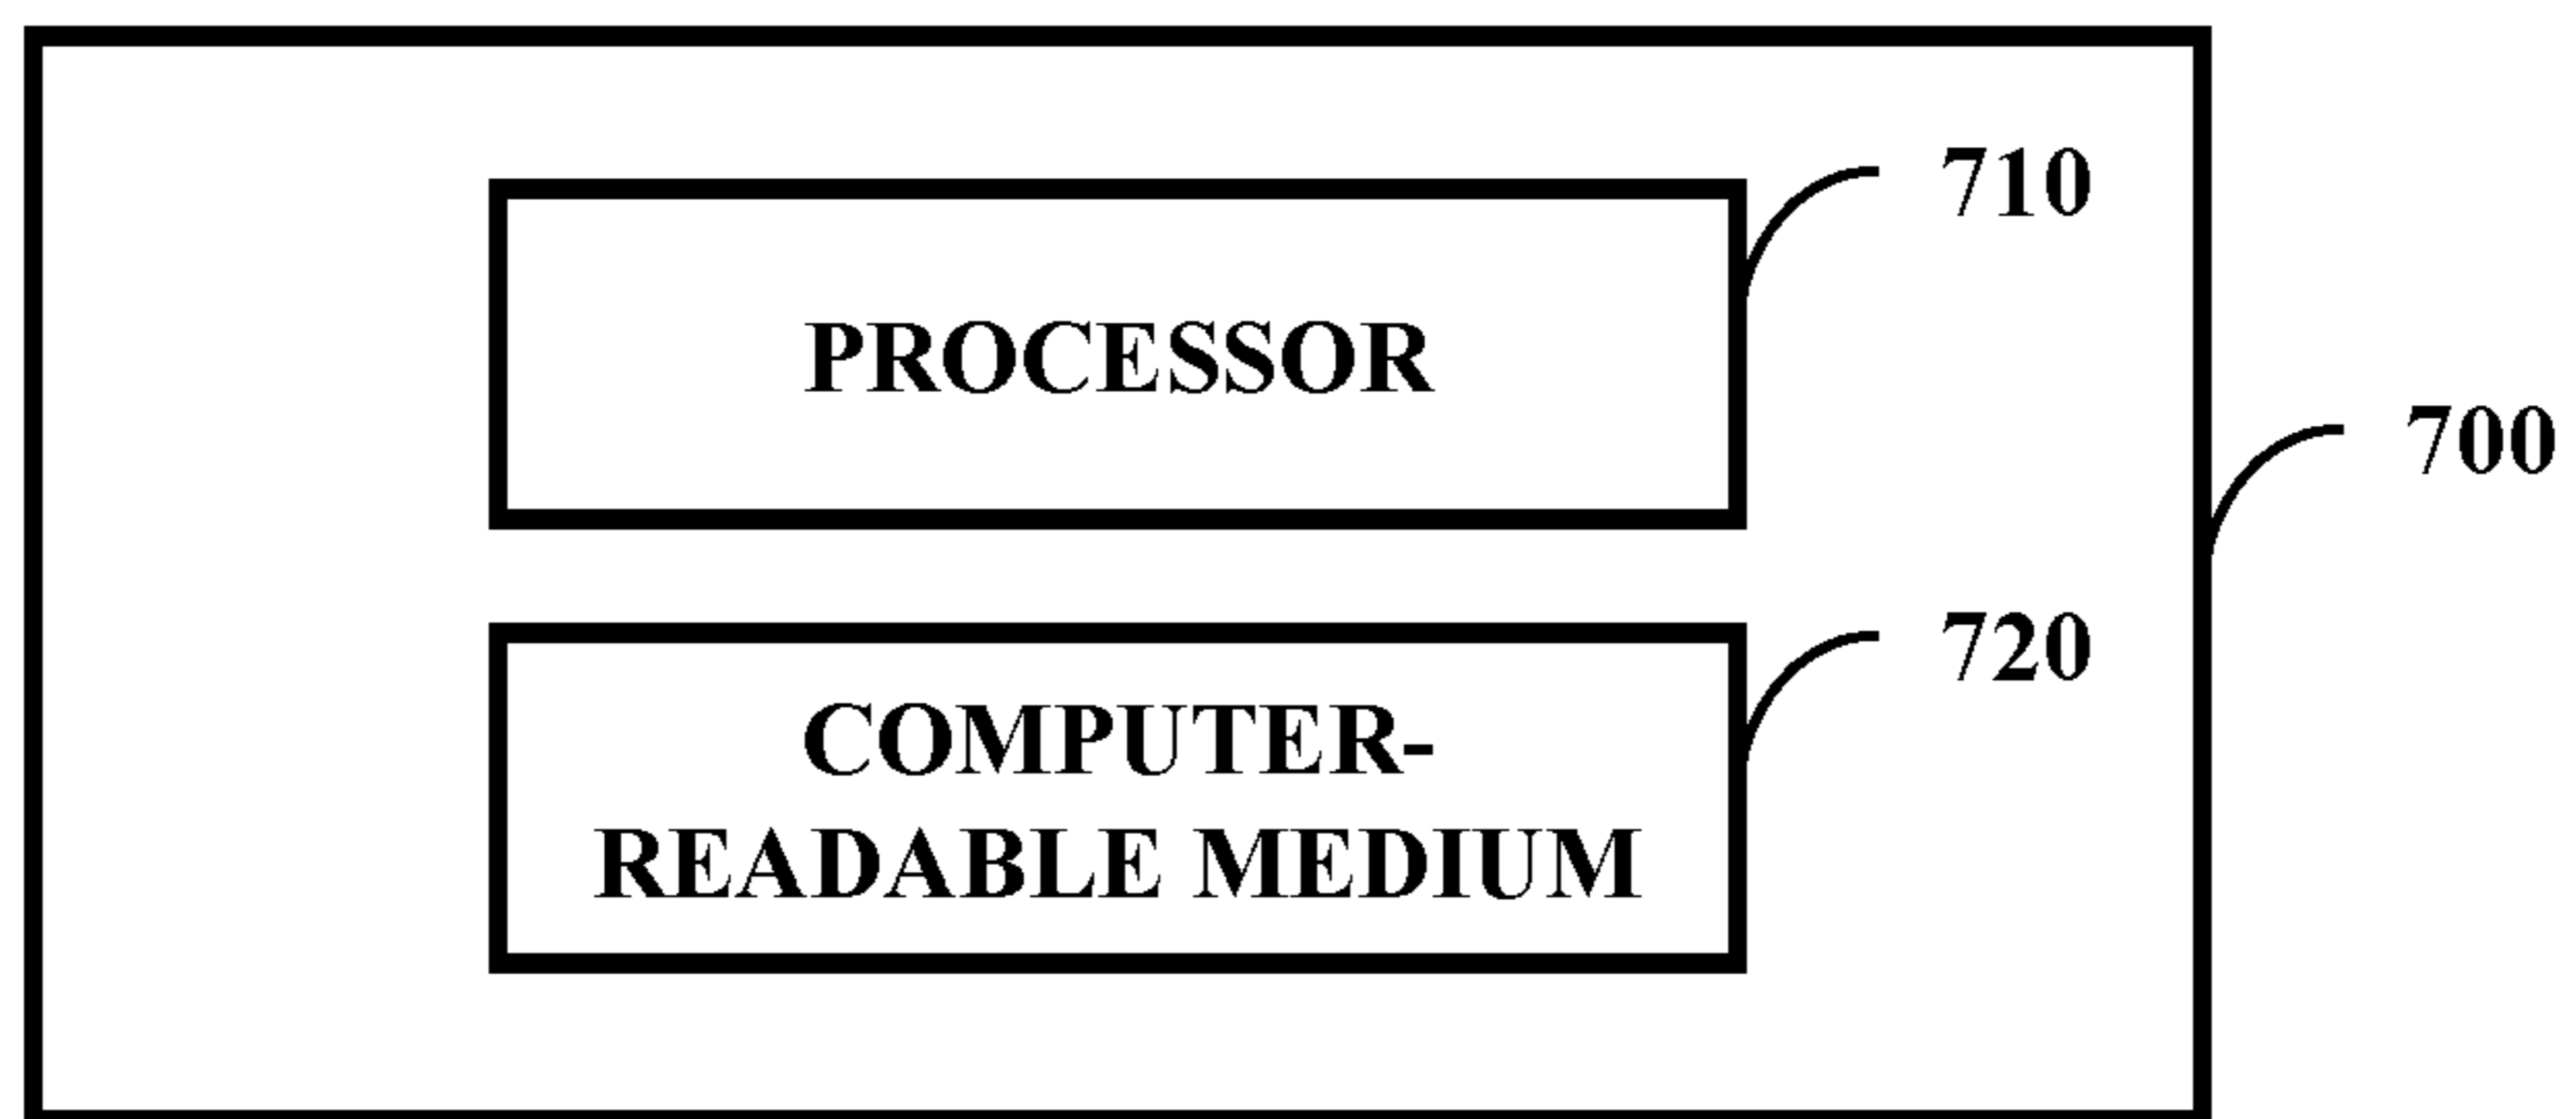 710
PROCESSOR
700
720
COMPUTER-
READABLE MEDIUM